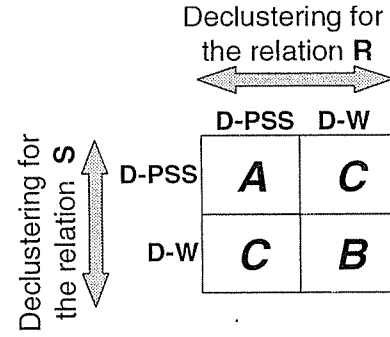 Declustering for
the relation R
D-PSS D-W
Declustering for
the relation S
D-PSS A C
D-W C B